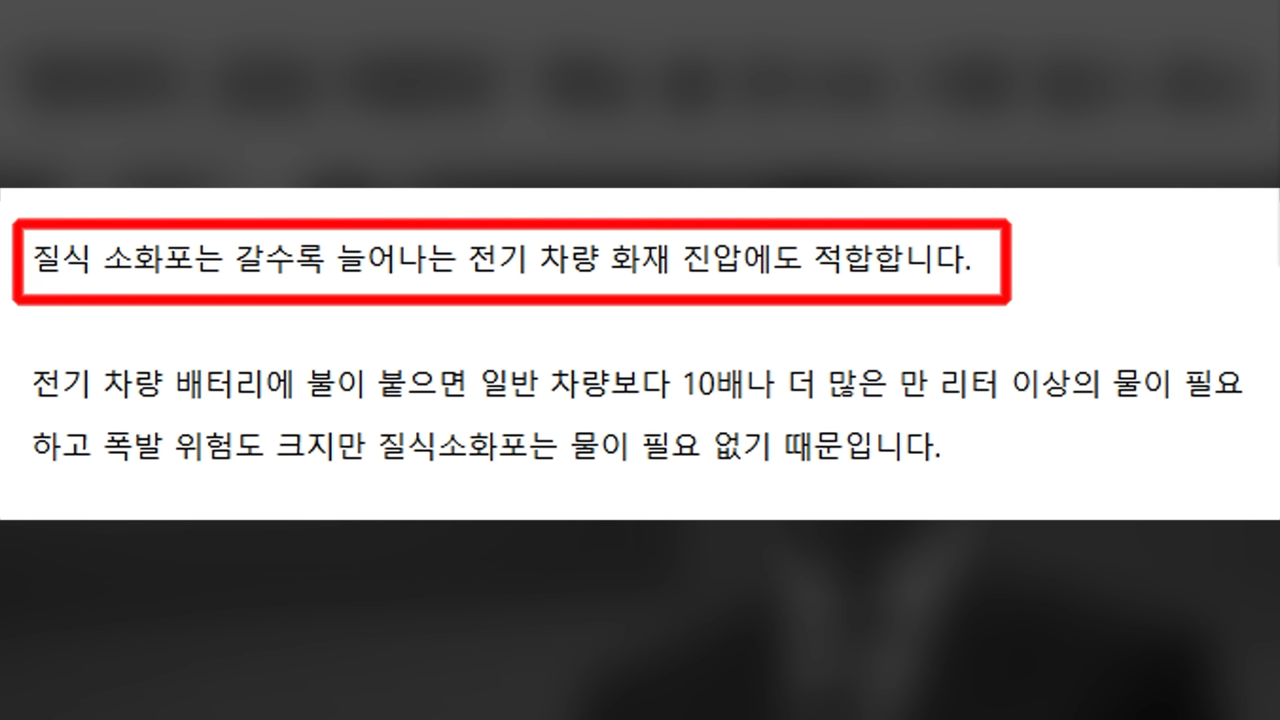 질식 소화포는 갈수록 늘어나는 전기 차량 화재 진압에도 적합합니다.
전기 차량 배터리에 불이 붙으면 일반 차량보다 10배나 더 많은 만 리터 이상의 물이 필요
하고 폭발 위험도 크지만 질식소화포는 물이 필요 없기 때문입니다.